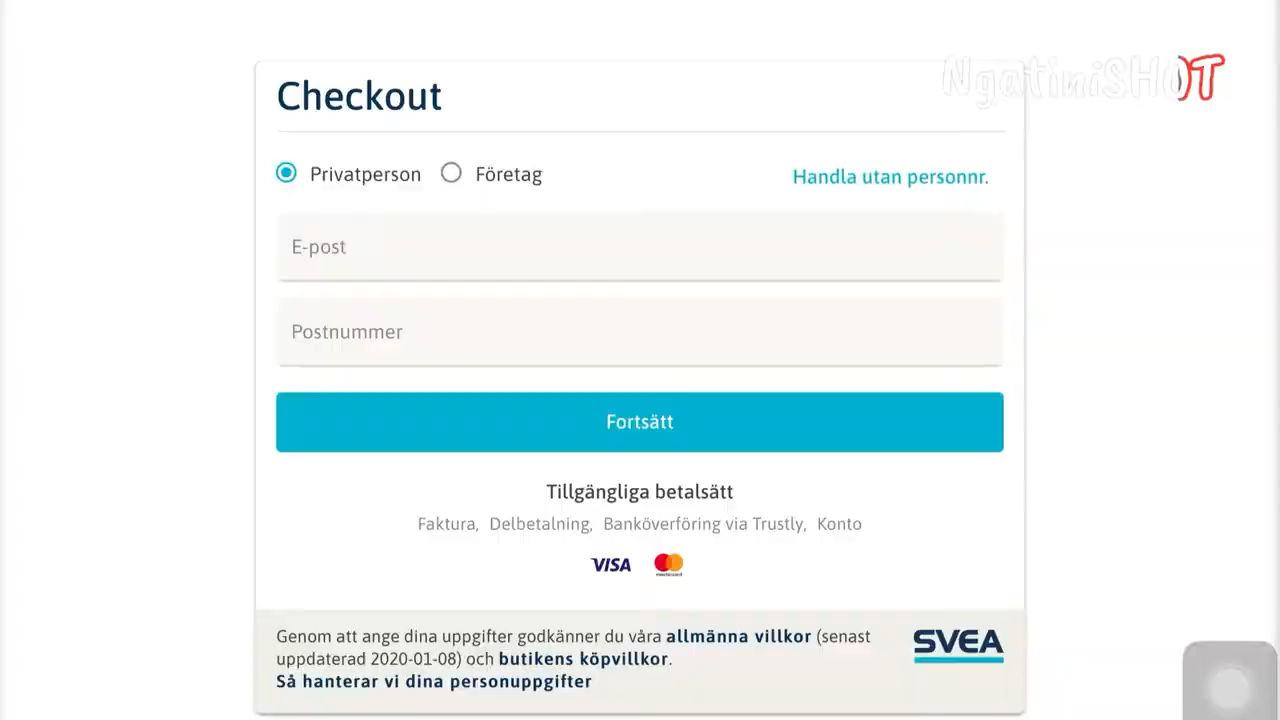 NgatiniSHOT
Checkout
Privatperson Företag Handla utan personnr.
E-post
Postnummer
Fortsätt
Tillgängliga betalsätt
Faktura, Delbetalning, Banköverföring via Trustly, Konto
VISA mastercard
Genom att ange dina uppgifter godkänner du våra allmänna villkor (senast
uppdaterad 2020-01-08) och butikens köpvillkor.
Så hanterar vi dina personuppgifter
SVEA